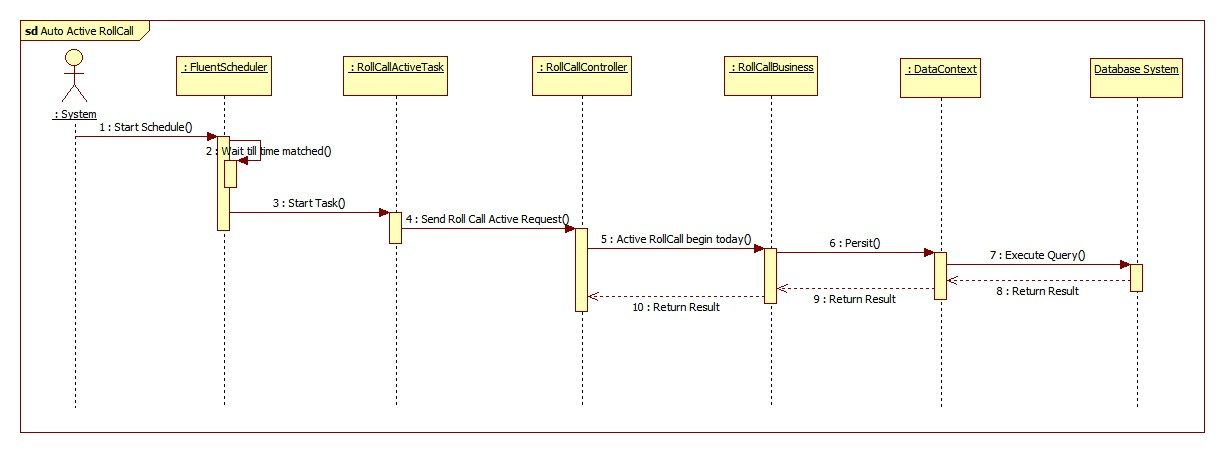 sd Auto Active RollCall
: System
: FluentScheduler
: RollCallActiveTask
: RollCallController
: RollCallBusiness
: DataContext
Database System
1 : Start Schedule()
2 : Wait till time matched()
3 : Start Task()
4 : Send Roll Call Active Request()
5 : Active RollCall begin today()
6 : Persit()
7 : Execute Query()
8 : Return Result
9 : Return Result
10 : Return Result